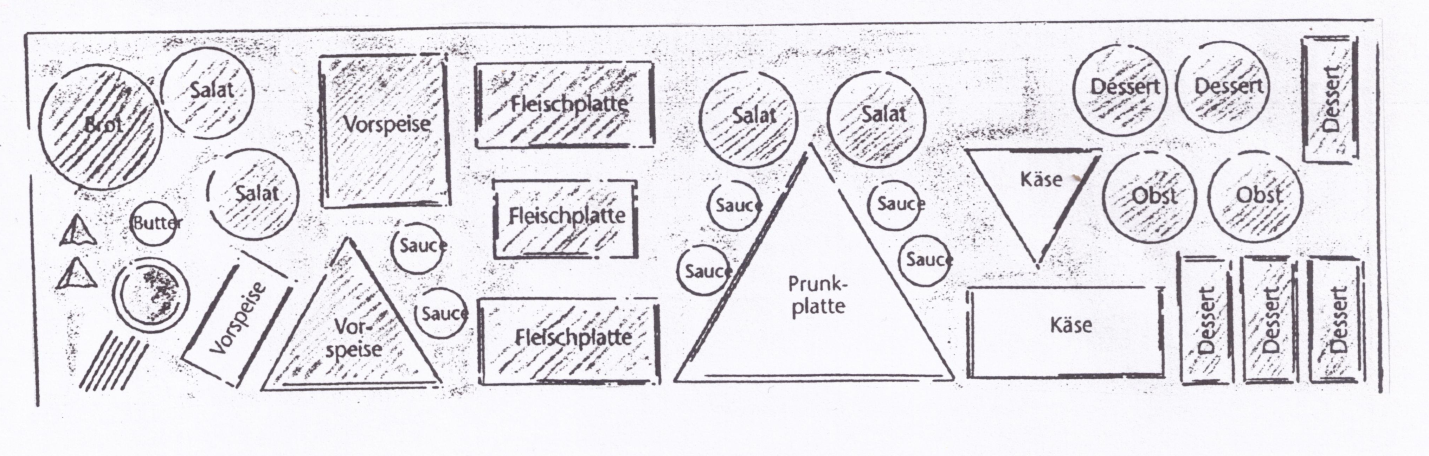 Brot
Salat
Salat
Butter
Vorspeise
Vorspeise
Vor-
speise
Sauce
Sauce
Fleischplatte
Fleischplatte
Fleischplatte
Salat
Salat
Sauce
Sauce
Sauce
Sauce
Prunk-
platte
Käse
Käse
Dessert
Dessert
Dessert
Obst
Obst
Dessert
Dessert
Dessert